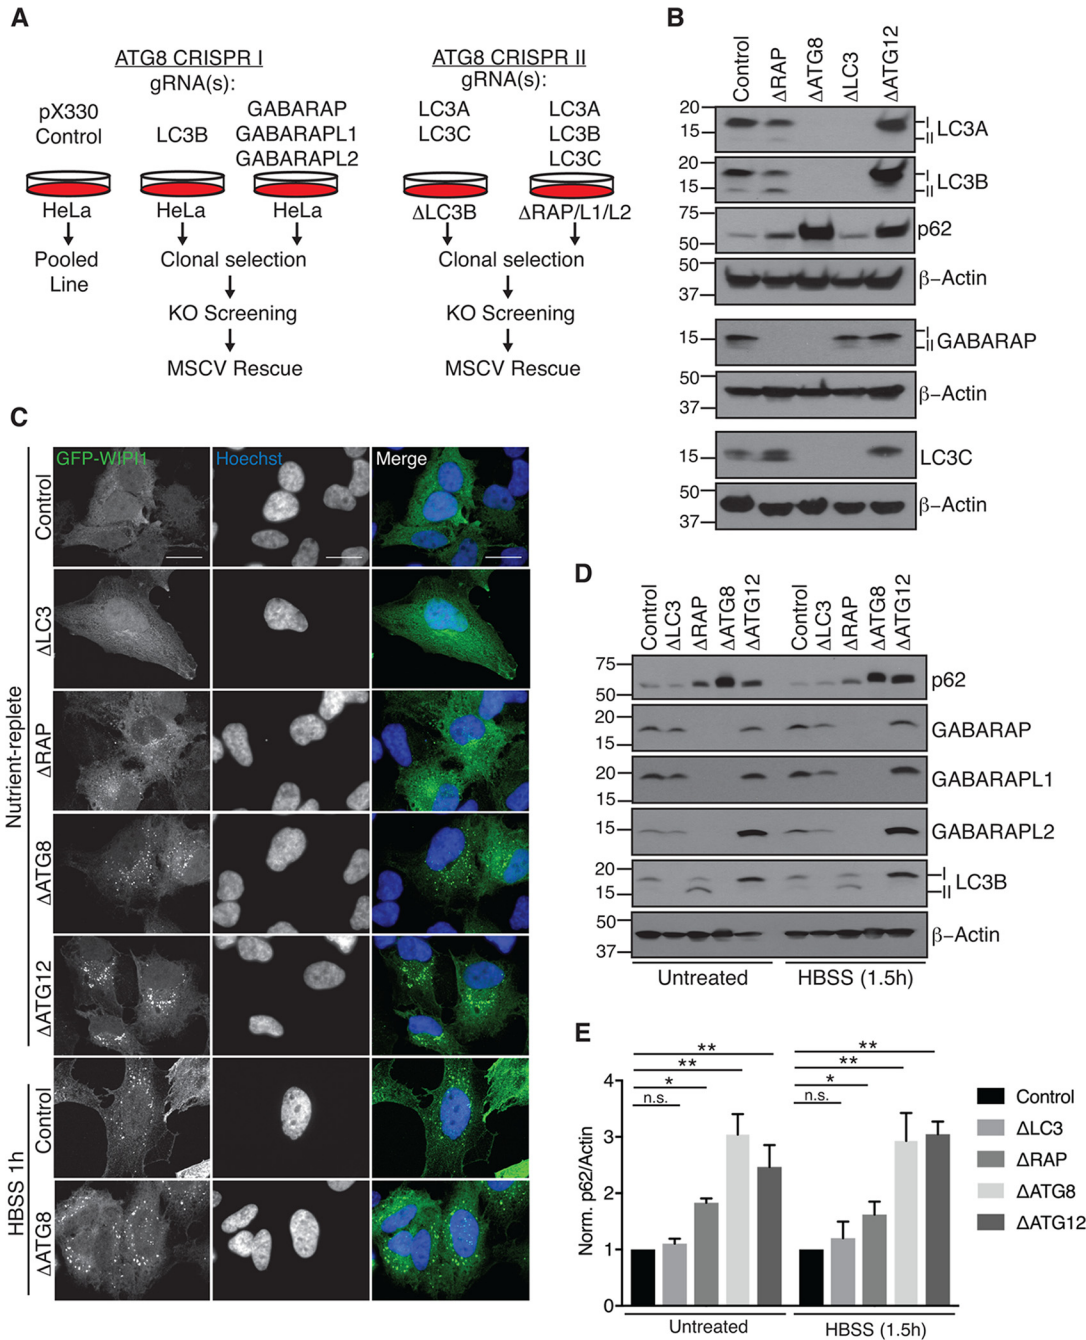 A
ATG8 CRISPR I
gRNA(s):
pX330
Control
LC3B
GABARAP
GABARAPL1
GABARAPL2
HeLa
HeLa
HeLa
Pooled
Line
Clonal selection
KO Screening
MSCV Rescue
ATG8 CRISPR II
gRNA(s):
LC3A
LC3C
LC3A
LC3B
LC3C
ΔLC3B
ΔRAP/L1/L2
Clonal selection
KO Screening
MSCV Rescue
B
Control
ΔRAP
ΔATG8
ΔLC3
ΔATG12
20
15
I
II
LC3A
20
15
I
II
LC3B
75
50
p62
50
37
β-Actin
15
I
II
GABARAP
50
37
β-Actin
15
LC3C
50
37
β-Actin
C
GFP-WIPI1
Hoechst
Merge
Nutrient-replete
Control
ΔLC3
ΔRAP
ΔATG8
ΔATG12
HBSS 1h
Control
ΔATG8
D
Control
ΔLC3
ΔRAP
ΔATG8
ΔATG12
Control
ΔLC3
ΔRAP
ΔATG8
ΔATG12
75
50
p62
20
15
GABARAP
20
15
GABARAPL1
15
GABARAPL2
20
15
I
II
LC3B
50
37
β-Actin
Untreated
HBSS (1.5h)
E
Norm. p62/Actin
4
3
2
1
0
**
**
*
n.s.
**
**
*
n.s.
Untreated
HBSS (1.5h)
Control
ΔLC3
ΔRAP
ΔATG8
ΔATG12